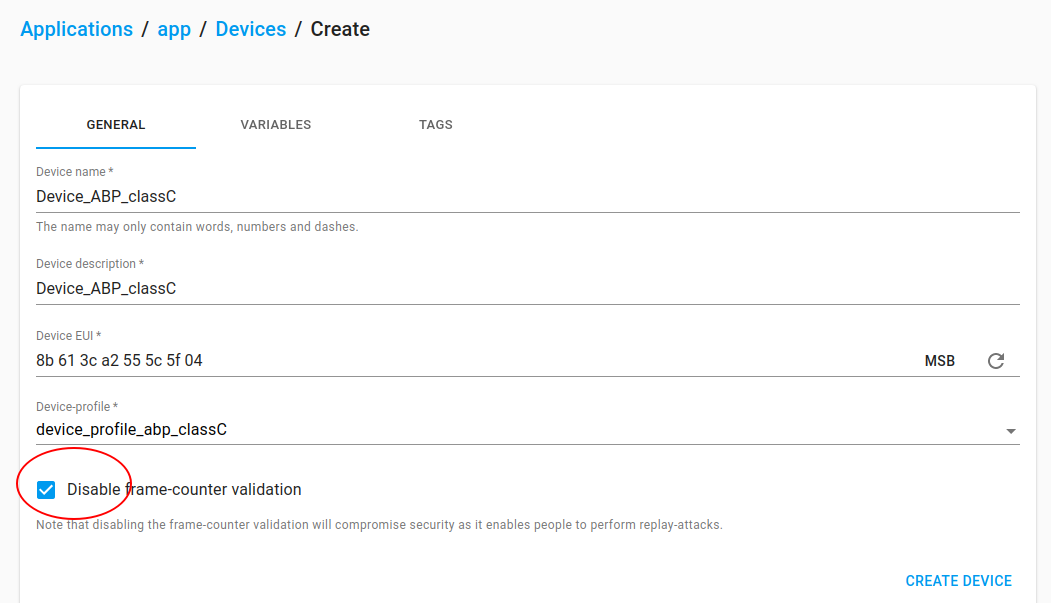 Applications / app / Devices / Create
GENERAL VARIABLES TAGS
Device name *
Device_ABP_classC
The name may only contain words, numbers and dashes.
Device description *
Device_ABP_classC
Device EUI *
8b 61 3c a2 55 5c 5f 04 MSB
Device-profile *
device_profile_abp_classC
Disable frame-counter validation
Note that disabling the frame-counter validation will compromise security as it enables people to perform replay-attacks.
CREATE DEVICE